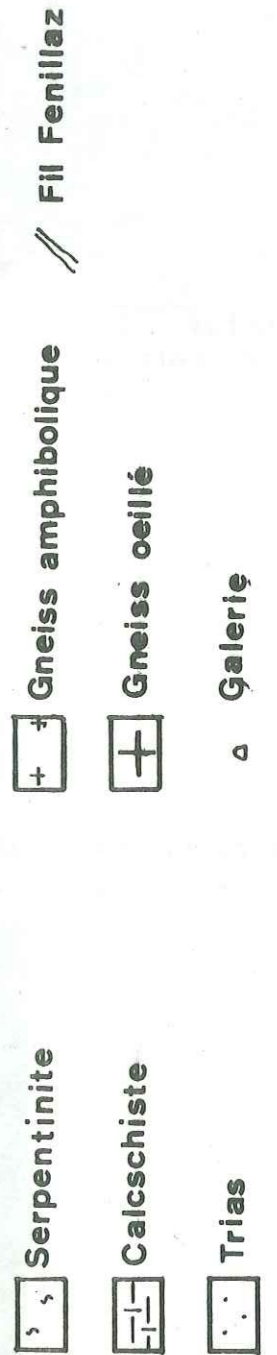 Serpentinite Gneiss amphibolique Fil Fenillaz
Calcschiste Gneiss oeillé
Trias Galerie